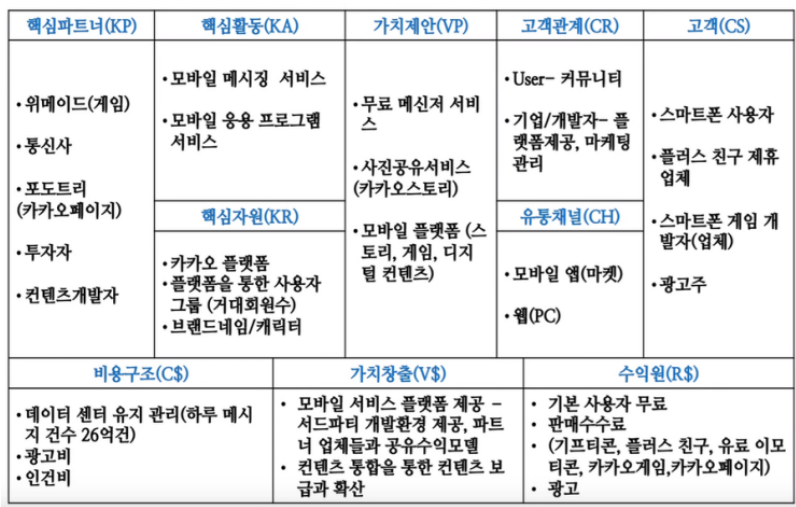 핵심파트너(KP)
• 위메이드(게임)
• 통신사
• 포도트리
(카카오페이지)
• 투자자
• 컨텐츠개발자
핵심활동(KA)
• 모바일 메시징 서비스
• 모바일 응용 프로그램
서비스
핵심자원(KR)
• 카카오 플랫폼
• 플랫폼을 통한 사용자
그룹 (거대회원수)
• 브랜드네임/캐릭터
가치제안(VP)
• 무료 메신저 서비
스
• 사진공유서비스
(카카오스토리)
• 모바일 플랫폼 (스
토리, 게임, 디지
털 컨텐츠)
고객관계(CR)
• User- 커뮤니티
• 기업/개발자- 플
랫폼제공, 마케팅
관리
유통채널(CH)
• 모바일 앱(마켓)
• 웹(PC)
고객(CS)
• 스마트폰 사용자
• 플러스 친구 제휴
업체
• 스마트폰 게임 개
발자(업체)
• 광고주
비용구조(C$)
• 데이터 센터 유지 관리(하루 메시
지 건수 26억건)
• 광고비
• 인건비
가치창출(V$)
• 모바일 서비스 플랫폼 제공 -
서드파티 개발환경 제공, 파트
너 업체들과 공유수익모델
• 컨텐츠 통합을 통한 컨텐츠 보
급과 확산
수익원(R$)
• 기본 사용자 무료
• 판매수수료
• (기프티콘, 플러스 친구, 유료 이모
티콘, 카카오게임,카카오페이지)
• 광고